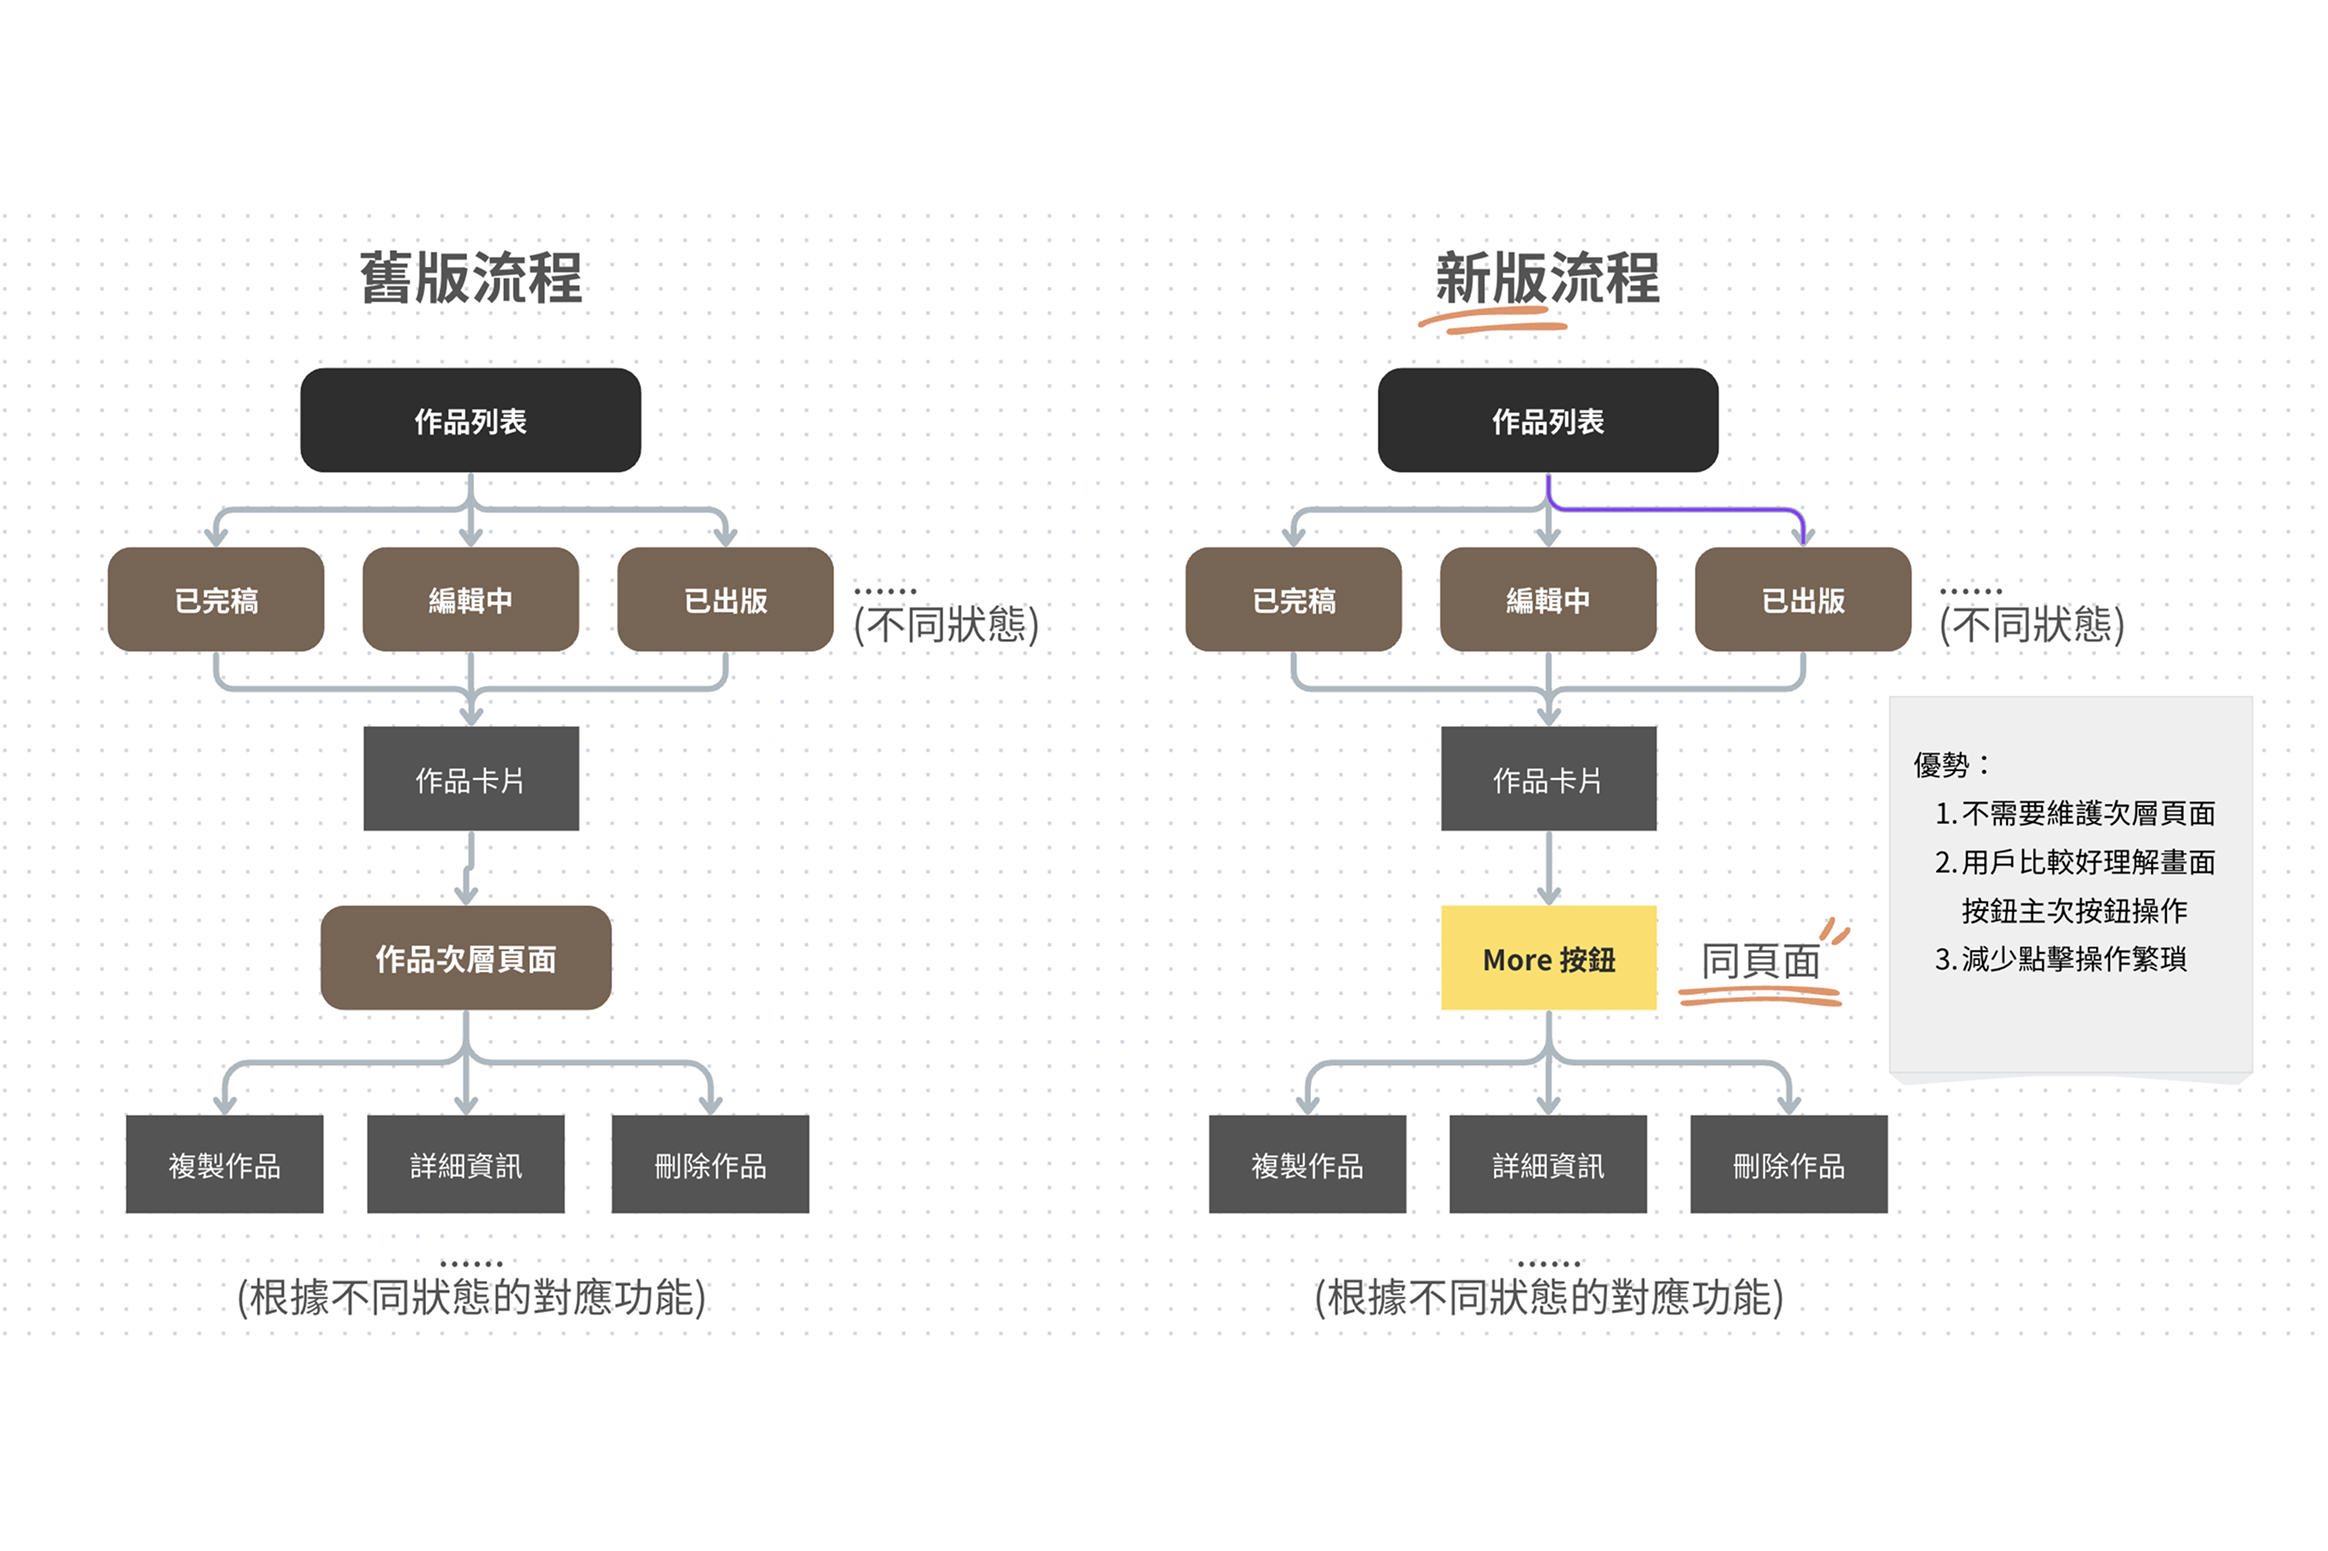 舊版流程
作品列表
已完稿
編輯中
已出版
......
(不同狀態)
作品卡片
作品次層頁面
複製作品
詳細資訊
刪除作品
......
(根據不同狀態的對應功能)
新版流程
作品列表
已完稿
編輯中
已出版
......
(不同狀態)
作品卡片
More 按鈕
同頁面
複製作品
詳細資訊
刪除作品
......
(根據不同狀態的對應功能)
優勢：
1. 不需要維護次層頁面
2. 用戶比較好理解畫面
按鈕主次按鈕操作
3. 減少點擊操作繁瑣